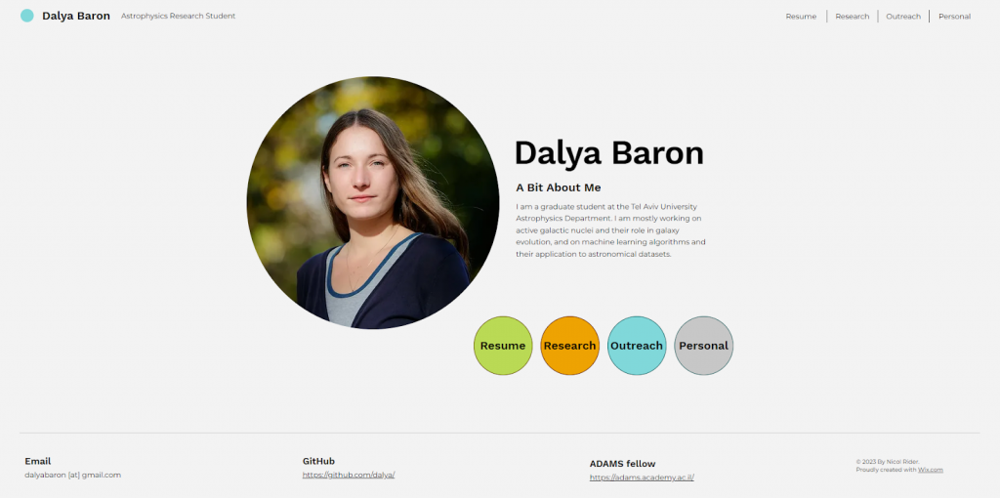 Dalya Baron
Astrophysics Research Student
Resume
Research
Outreach
Personal
Dalya Baron
A Bit About Me
I am a graduate student at the Tel Aviv University
Astrophysics Department. I am mostly working on
active galactic nuclei and their role in galaxy
evolution, and on machine learning algorithms and
their application to astronomical datasets.
Resume
Research
Outreach
Personal
Email
dalyabaron [at] gmail.com
GitHub
https://github.com/dalya/
ADAMS fellow
https://adams.academy.ac.il/
© 2023 By Nicol Rider.
Proudly created with Wix.com